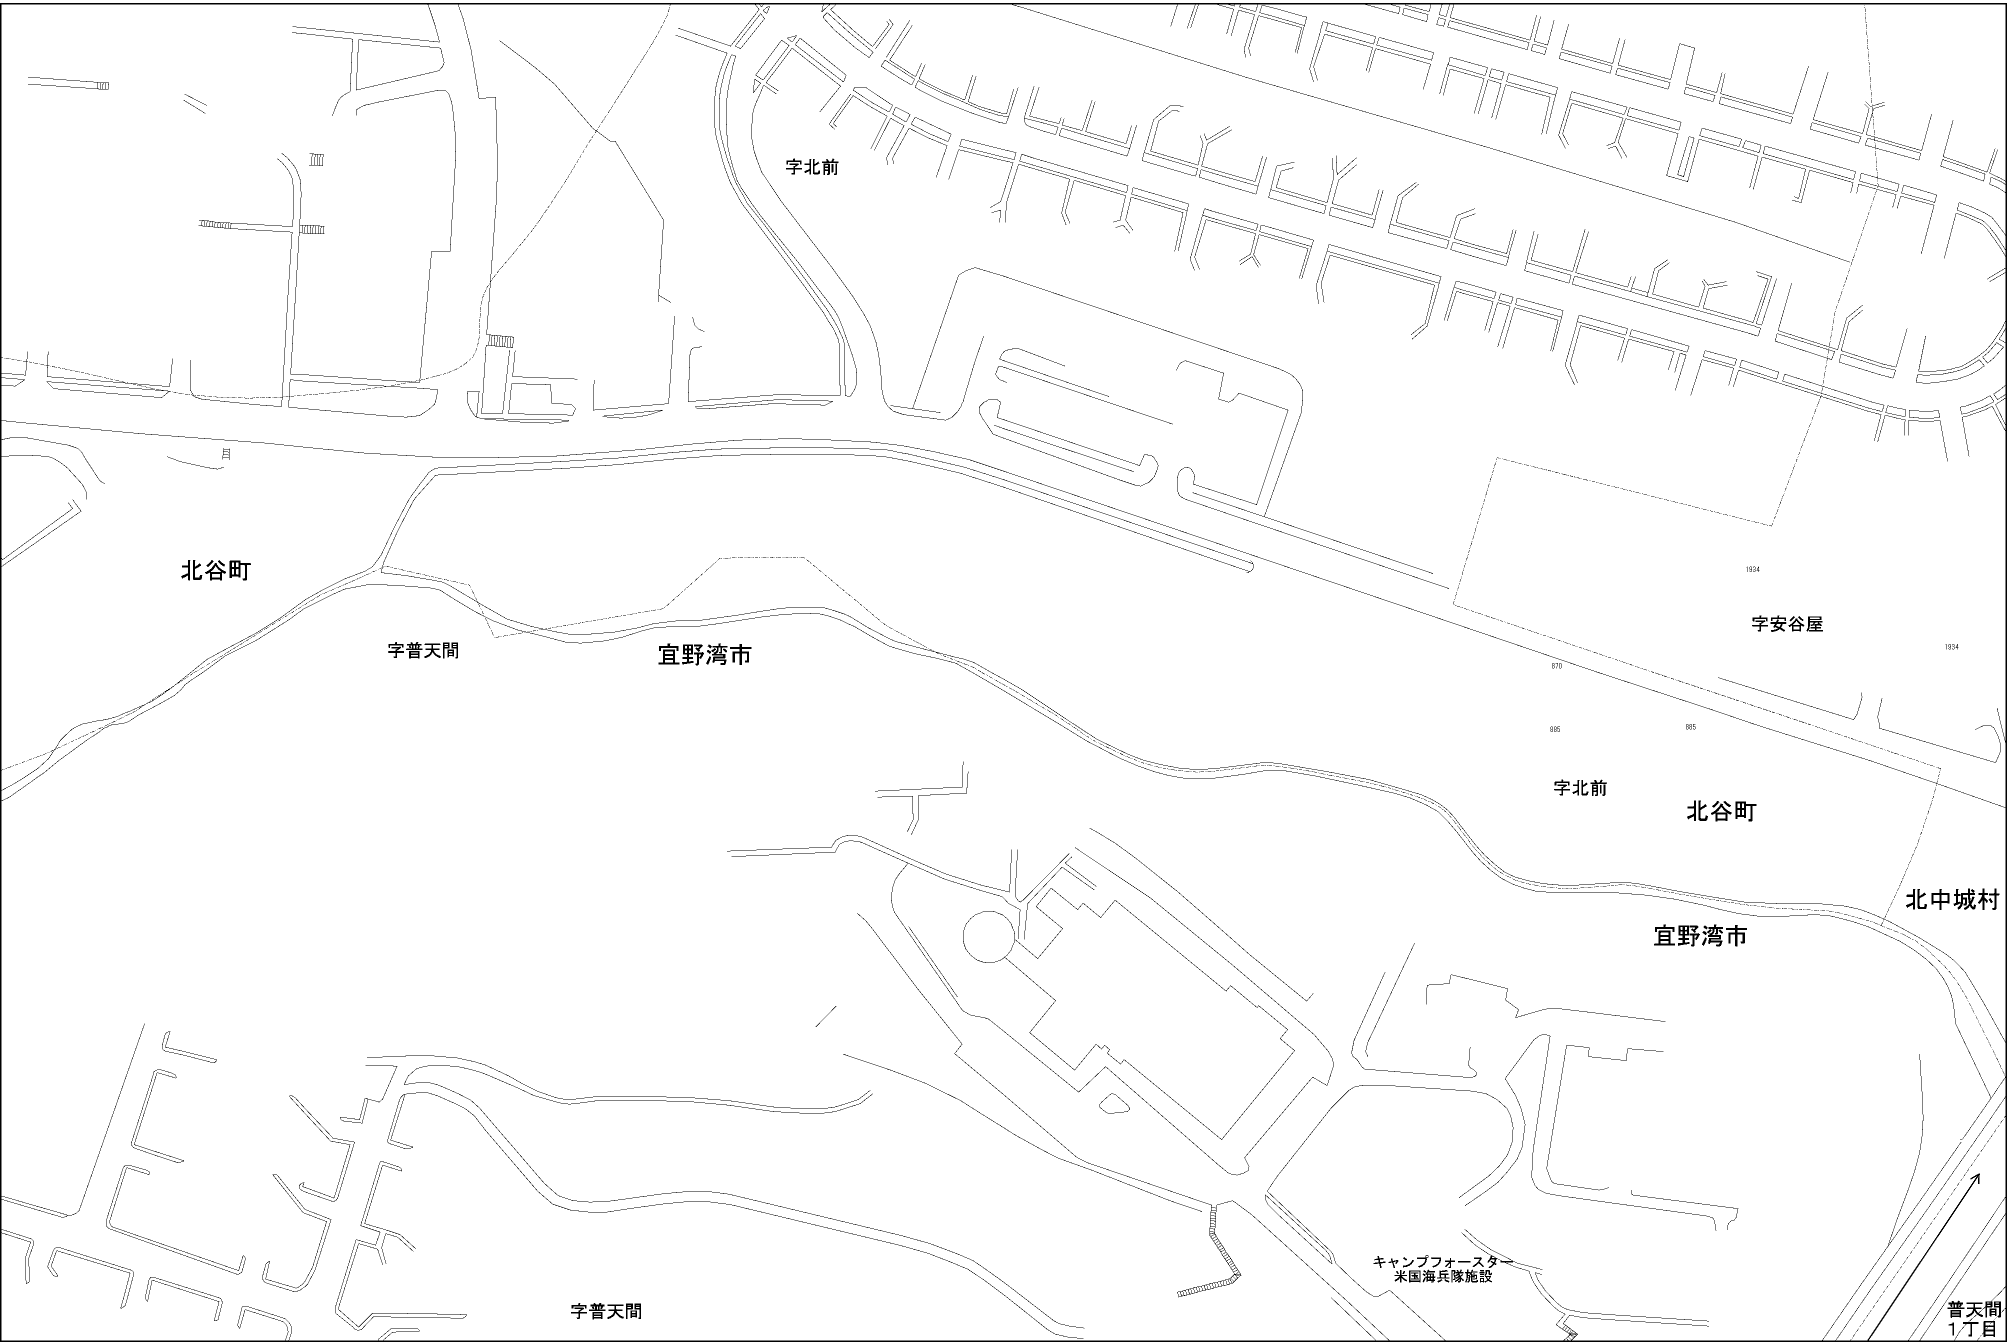 字北前
北谷町
1934
字安谷屋
字普天間
宜野湾市
1934
870
885
885
字北前
北谷町
北中城村
宜野湾市
キャンプフォースター
米国海兵隊施設
字普天間
普天間
1丁目